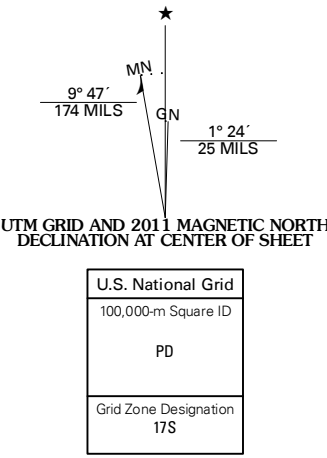 ★
MN
9° 47´
174 MILS
GN
1° 24´
25 MILS
UTM GRID AND 2011 MAGNETIC NORTH
DECLINATION AT CENTER OF SHEET
U.S. National Grid
100,000-m Square ID
PD
Grid Zone Designation
17S